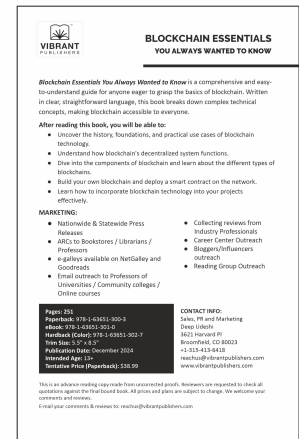 VIBRANT
PUBLISHERS
BLOCKCHAIN ESSENTIALS
YOU ALWAYS WANTED TO KNOW
Blockchain Essentials You Always Wanted to Know is a comprehensive and easy-
to-understand guide for anyone eager to grasp the basics of blockchain. Written
in clear, straightforward language, this book breaks down complex technical
concepts, making blockchain accessible to everyone.
After reading this book, you will be able to:
● Uncover the history, foundations, and practical use cases of blockchain
technology.
● Understand how blockchain's decentralized system functions.
● Dive into the components of blockchain and learn about the different types of
blockchains.
● Build your own blockchain and deploy a smart contract on the network.
● Learn how to incorporate blockchain technology into your projects
effectively.
MARKETING:
● Nationwide & Statewide Press
Releases
● ARCs to Bookstores / Librarians /
Professors
● e-galleys available on NetGalley and
Goodreads
● Email outreach to Professors of
Universities / Community colleges /
Online courses
● Collecting reviews from
Industry Professionals
● Career Center Outreach
● Bloggers/Influencers
outreach
● Reading Group Outreach
Pages: 251
Paperback: 978-1-63651-300-3
eBook: 978-1-63651-301-0
Hardback (Color): 978-1-63651-302-7
Trim Size: 5.5" x 8.5"
Publication Date: December 2024
Intended Age: 13+
Tentative Price (Paperback): $38.99
CONTACT INFO:
Sales, PR and Marketing
Deep Udeshi
3621 Harvard Pl
Broomfield, CO 80023
+1-315-413-6418
reachus@vibrantpublishers.com
www.vibrantpublishers.com
This is an advance reading copy made from uncorrected proofs. Reviewers are requested to check all
quotations against the final bound book. All prices and plans are subject to change. We welcome your
comments and reviews.
E-mail your comments & reviews to: reachus@vibrantpublishers.com